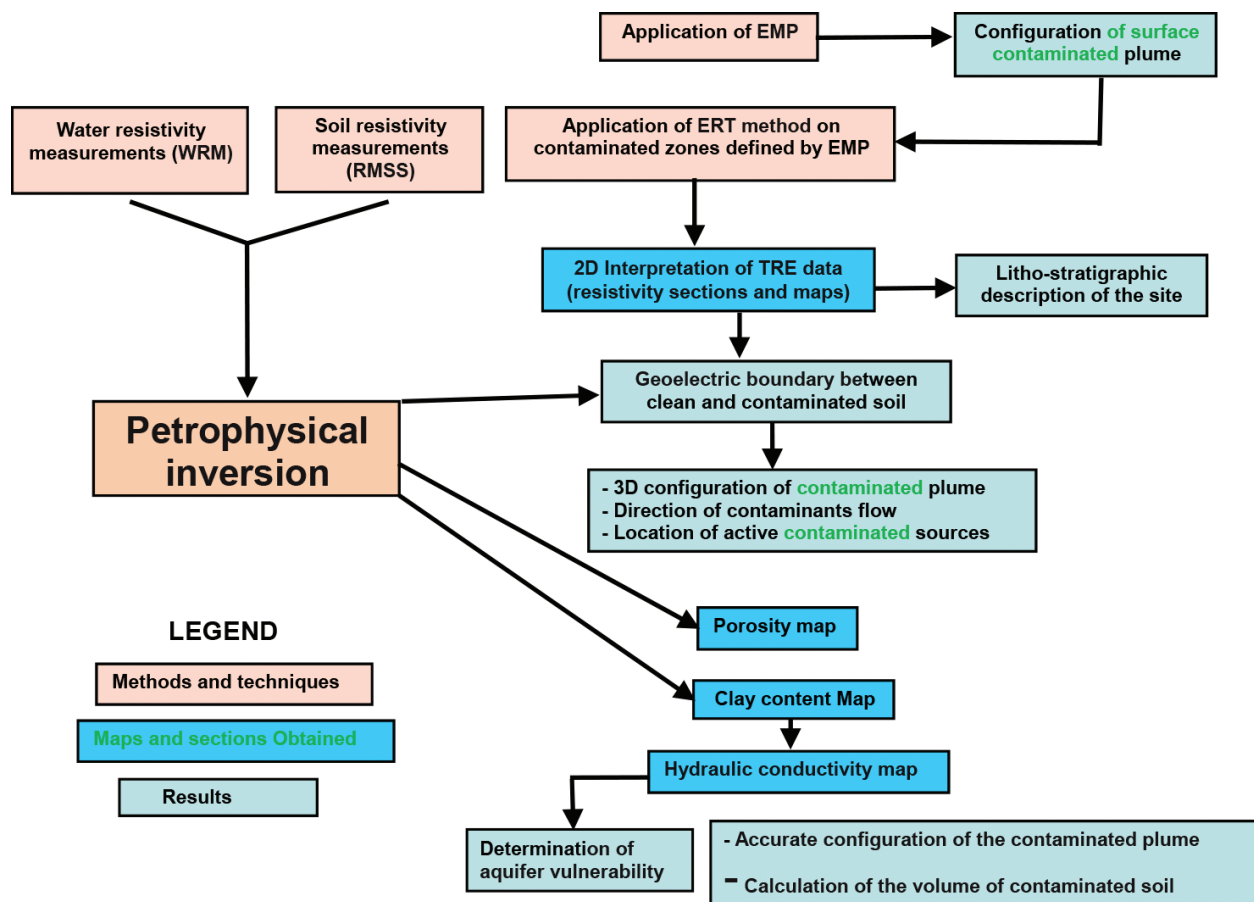 Application of EMP
Configuration of surface
contaminated plume
Water resistivity
measurements (WRM)
Soil resistivity
measurements
(RMSS)
Application of ERT method on
contaminated zones defined by EMP
2D Interpretation of TRE data
(resistivity sections and maps)
Litho-stratigraphic
description of the site
Geoelectric boundary between
clean and contaminated soil
Petrophysical
inversion
- 3D configuration of contaminated plume
- Direction of contaminants flow
- Location of active contaminated sources
Porosity map
LEGEND
Methods and techniques
Clay content Map
Maps and sections Obtained
Hydraulic conductivity map
Results
Determination of
aquifer vulnerability
- Accurate configuration of the contaminated plume
- Calculation of the volume of contaminated soil